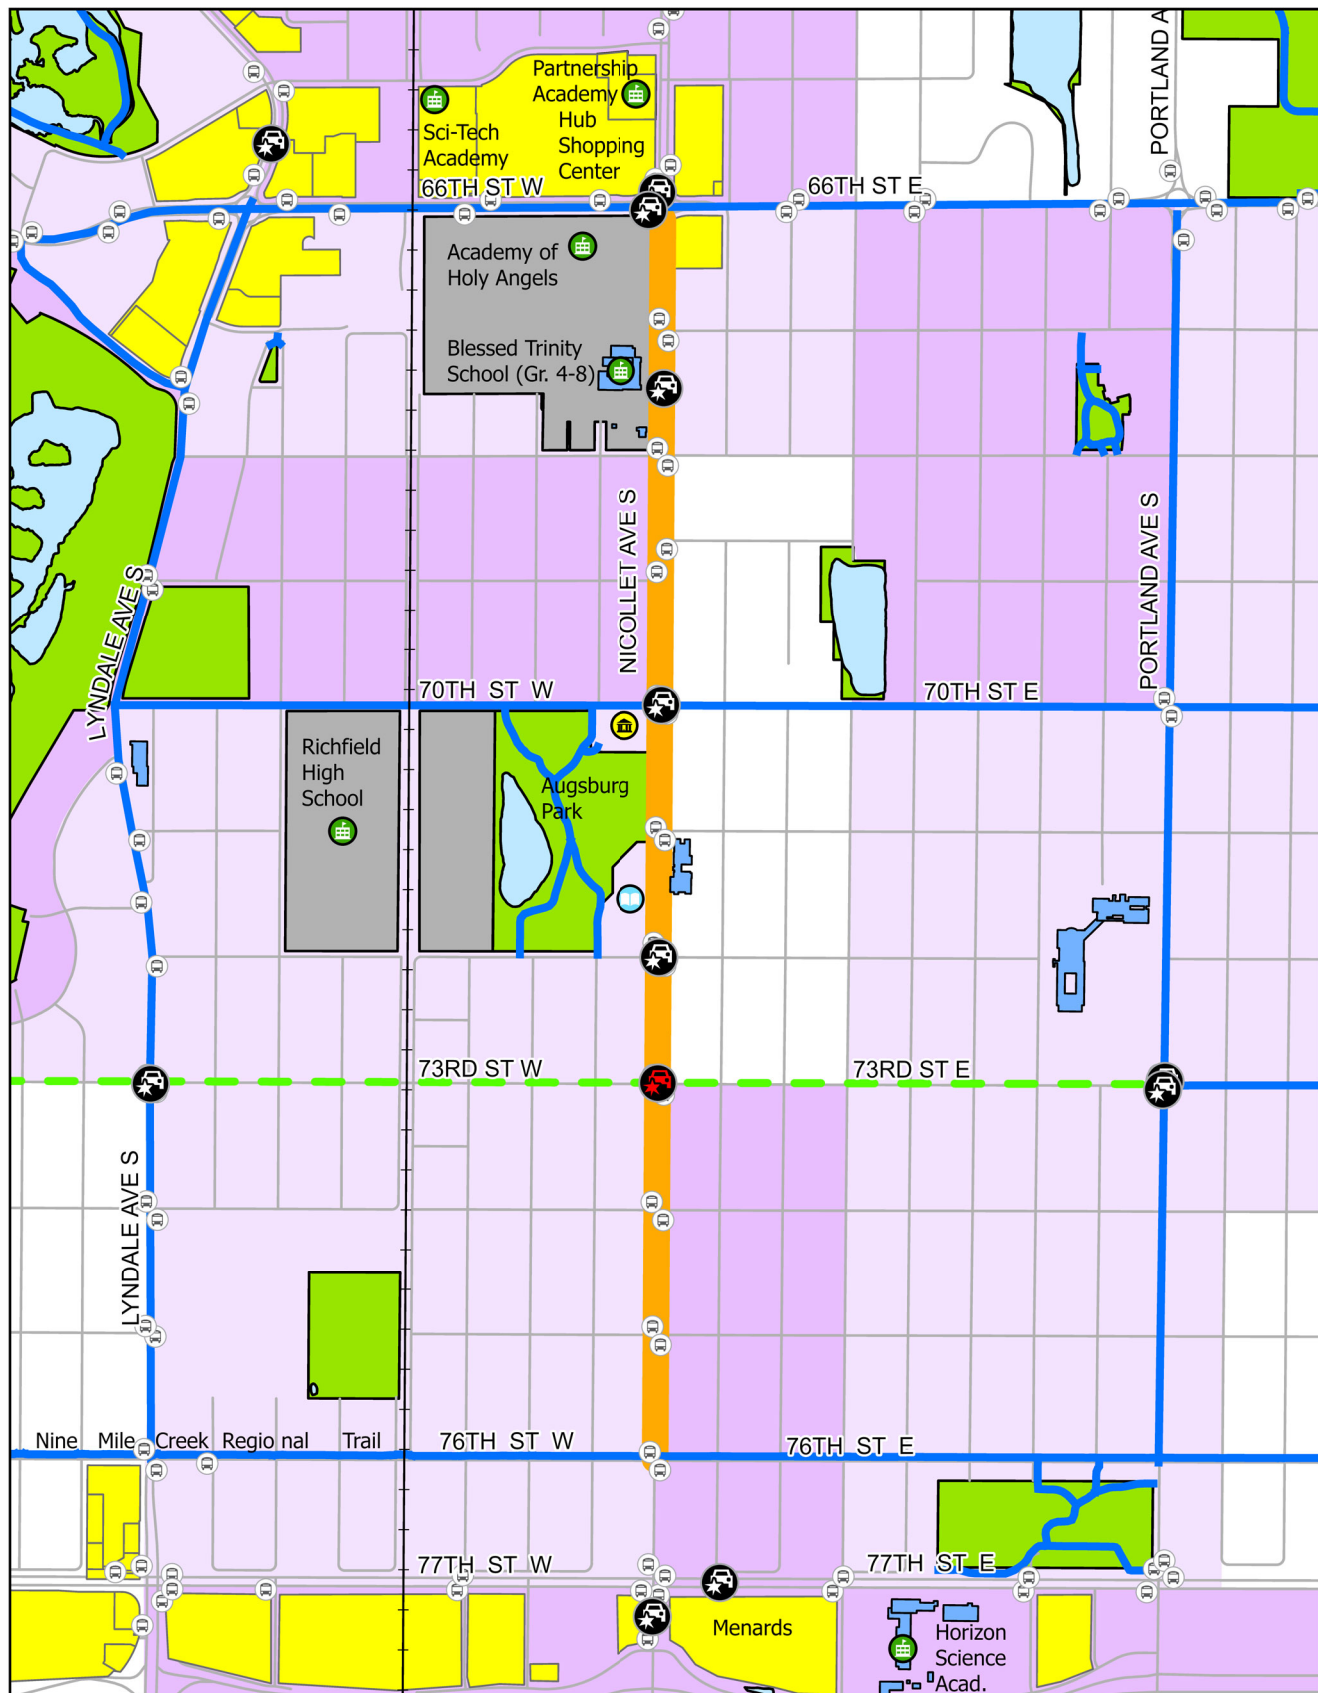 PORTLAND A
Partnership
Academy
Hub
Shopping
Center
Sci-Tech
Academy
66TH ST W
66TH ST E
Academy of
Holy Angels
Blessed Trinity
School (Gr. 4-8)
NICOLLET AVE S
PORTLAND AVE S
LYNDALE AVE S
70TH ST W
70TH ST E
Richfield
High
School
Augsburg
Park
73RD ST W
73RD ST E
LYNDALE AVE S
Nine Mile Creek Regional Trail
76TH ST W
76TH ST E
77TH ST W
77TH ST E
Menards
Horizon
Science
Acad.